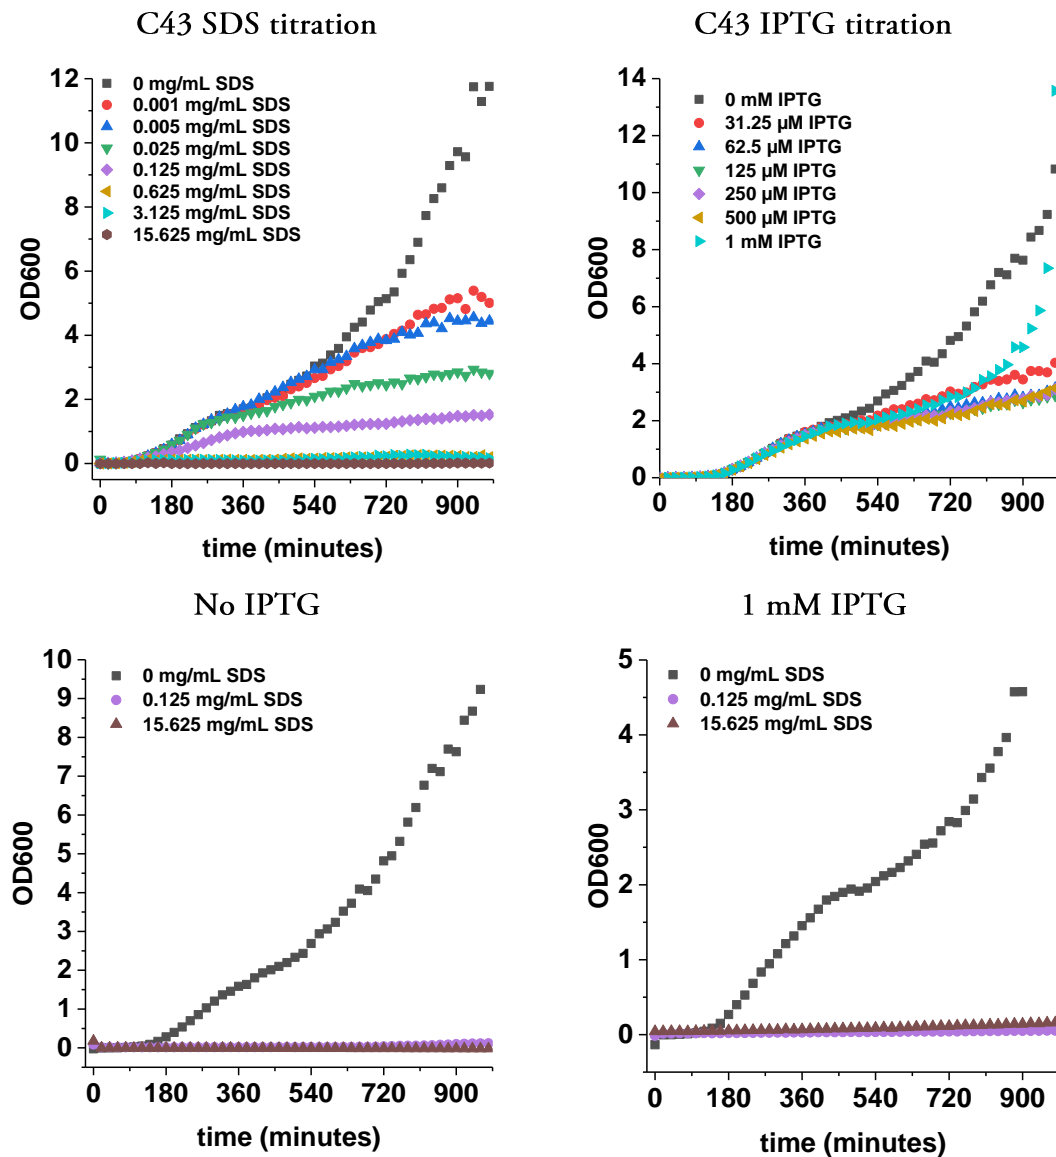 C43 SDS titration
12
10
8
6
4
2
0
OD600
0 mg/mL SDS
0.001 mg/mL SDS
0.005 mg/mL SDS
0.025 mg/mL SDS
0.125 mg/mL SDS
0.625 mg/mL SDS
3.125 mg/mL SDS
15.625 mg/mL SDS
0 180 360 540 720 900
time (minutes)
C43 IPTG titration
14
12
10
8
6
4
2
0
OD600
0 mM IPTG
31.25 µM IPTG
62.5 µM IPTG
125 µM IPTG
250 µM IPTG
500 µM IPTG
1 mM IPTG
0 180 360 540 720 900
time (minutes)
No IPTG
10
9
8
7
6
5
4
3
2
1
0
OD600
0 mg/mL SDS
0.125 mg/mL SDS
15.625 mg/mL SDS
0 180 360 540 720 900
time (minutes)
1 mM IPTG
5
4
3
2
1
0
OD600
0 mg/mL SDS
0.125 mg/mL SDS
15.625 mg/mL SDS
0 180 360 540 720 900
time (minutes)